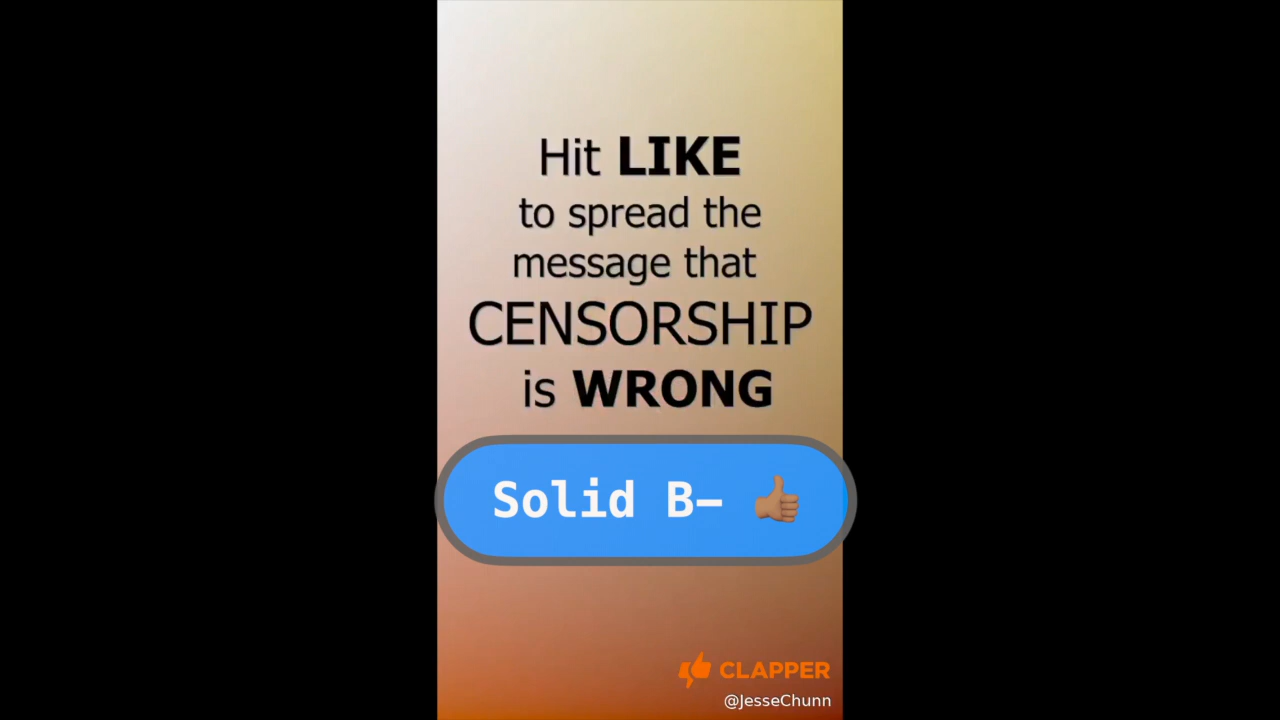 Hit LIKE
to spread the
message that
CENSORSHIP
is WRONG
Solid B– 👍🏽
CLAPPER
@JesseChunn